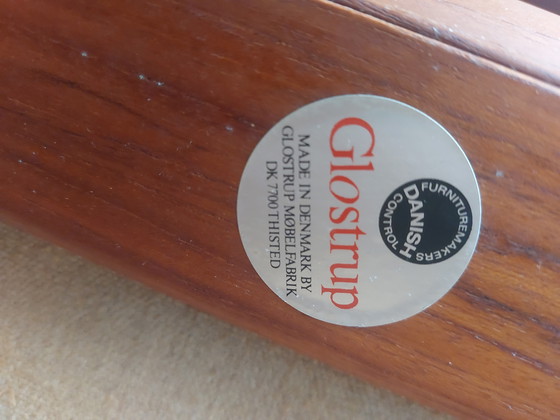 FURNITUREMAKERS
DANISH
CONTROL
Glostrup
MADE IN DENMARK BY
GLOSTRUP MØBELFABRIK
DK 7700 THISTED